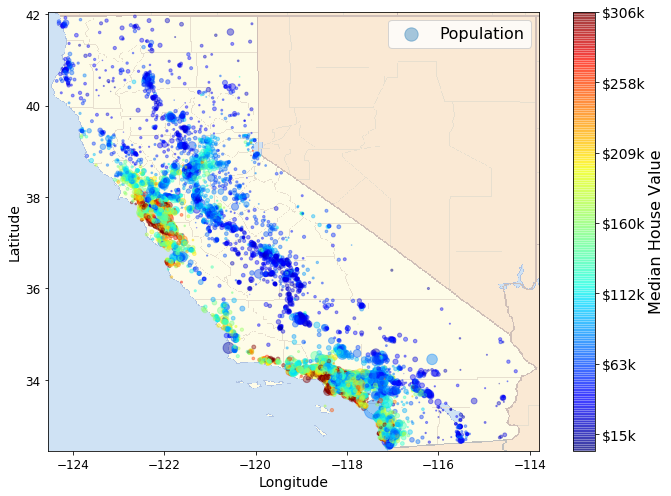 Population
42
40
38
36
34
Latitude
−124
−122
−120
−118
−116
−114
Longitude
$306k
$258k
$209k
$160k
$112k
$63k
$15k
Median House Value